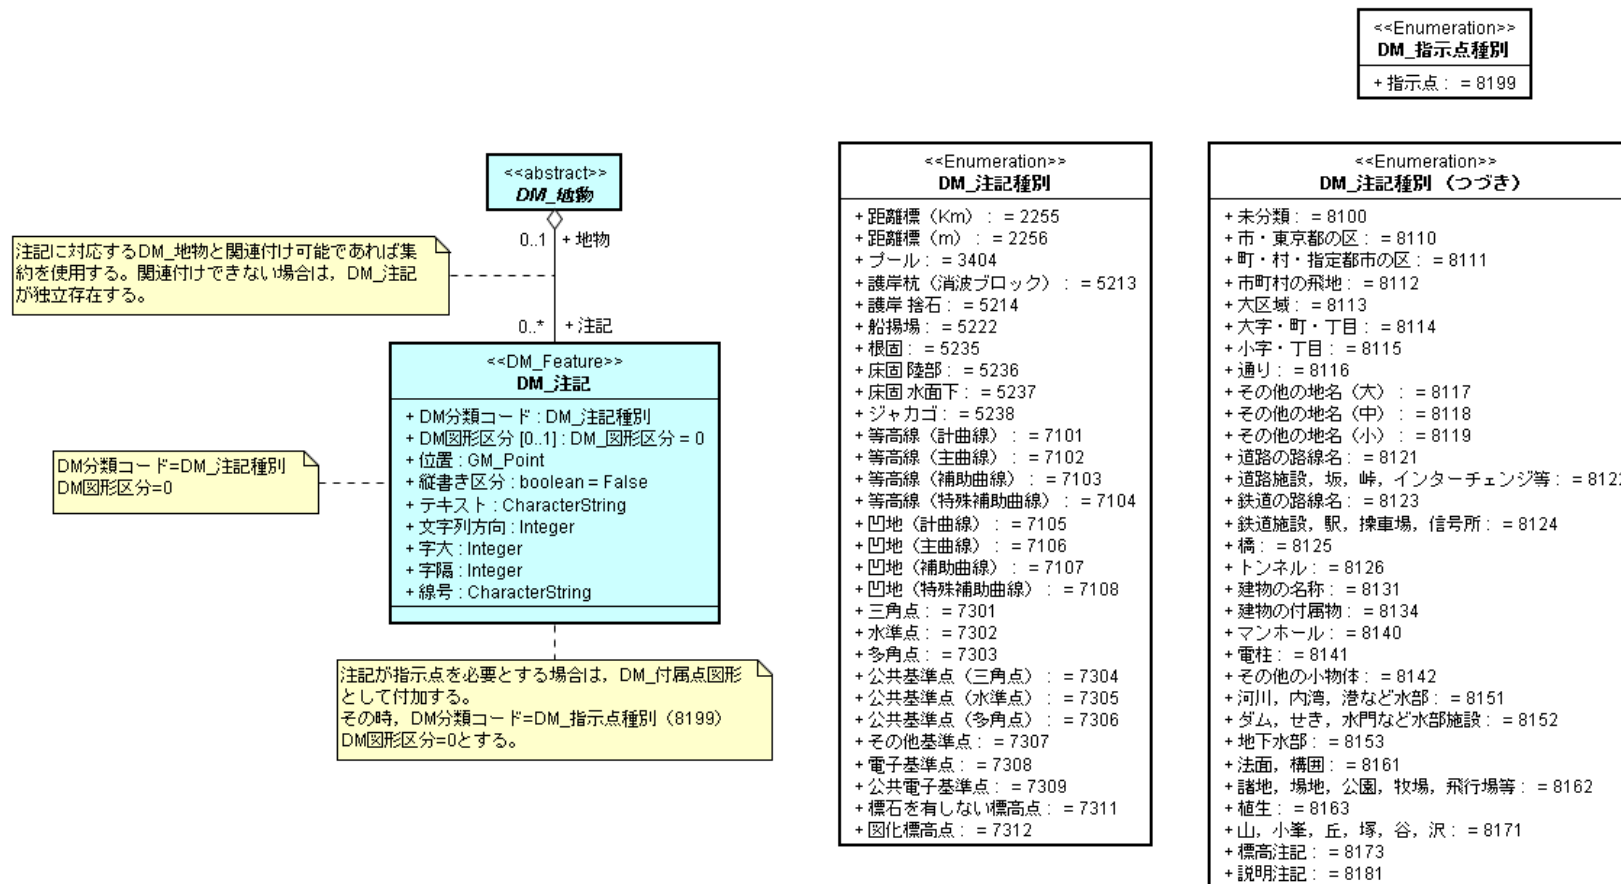 <<Enumeration>>
DM_指示点種別
+ 指示点 : = 8199
<<abstract>>
DM_地物
0..1 + 地物
注記に対応するDM_地物と関連付け可能であれば集
約を使用する。関連付けできない場合は，DM_注記
が独立存在する。
0..* + 注記
<<DM_Feature>>
DM_注記
+ DM分類コード : DM_注記種別
+ DM図形区分 [0..1] : DM_図形区分 = 0
+ 位置 : GM_Point
+ 縦書き区分 : boolean = False
+ テキスト : CharacterString
+ 文字列方向 : Integer
+ 字大 : Integer
+ 字隔 : Integer
+ 線号 : CharacterString
DM分類コード=DM_注記種別
DM図形区分=0
注記が指示点を必要とする場合は，DM_付属点図形
として付加する。
その時，DM分類コード=DM_指示点種別（8199）
DM図形区分=0とする。
<<Enumeration>>
DM_注記種別
+ 距離標（Km） : = 2255
+ 距離標（m） : = 2256
+ プール : = 3404
+ 護岸杭（消波ブロック） : = 5213
+ 護岸 捨石 : = 5214
+ 船揚場 : = 5222
+ 根固 : = 5235
+ 床固 陸部 : = 5236
+ 床固 水面下 : = 5237
+ ジャカゴ : = 5238
+ 等高線（計曲線） : = 7101
+ 等高線（主曲線） : = 7102
+ 等高線（補助曲線） : = 7103
+ 等高線（特殊補助曲線） : = 7104
+ 凹地（計曲線） : = 7105
+ 凹地（主曲線） : = 7106
+ 凹地（補助曲線） : = 7107
+ 凹地（特殊補助曲線） : = 7108
+ 三角点 : = 7301
+ 水準点 : = 7302
+ 多角点 : = 7303
+ 公共基準点（三角点） : = 7304
+ 公共基準点（水準点） : = 7305
+ 公共基準点（多角点） : = 7306
+ その他基準点 : = 7307
+ 電子基準点 : = 7308
+ 公共電子基準点 : = 7309
+ 標石を有しない標高点 : = 7311
+ 図化標高点 : = 7312
<<Enumeration>>
DM_注記種別 （つづき）
+ 未分類 : = 8100
+ 市・東京都の区 : = 8110
+ 町・村・指定都市の区 : = 8111
+ 市町村の飛地 : = 8112
+ 大区域 : = 8113
+ 大字・町・丁目 : = 8114
+ 小字・丁目 : = 8115
+ 通り : = 8116
+ その他の地名（大） : = 8117
+ その他の地名（中） : = 8118
+ その他の地名（小） : = 8119
+ 道路の路線名 : = 8121
+ 道路施設，坂，峠，インターチェンジ等 : = 8122
+ 鉄道の路線名 : = 8123
+ 鉄道施設，駅，操車場，信号所 : = 8124
+ 橋 : = 8125
+ トンネル : = 8126
+ 建物の名称 : = 8131
+ 建物の付属物 : = 8134
+ マンホール : = 8140
+ 電柱 : = 8141
+ その他の小物体 : = 8142
+ 河川，内湾，港など水部 : = 8151
+ ダム，せき，水門など水部施設 : = 8152
+ 地下水部 : = 8153
+ 法面，構囲 : = 8161
+ 諸地，場地，公園，牧場，飛行場等 : = 8162
+ 植生 : = 8163
+ 山，小峯，丘，塚，谷，沢 : = 8171
+ 標高注記 : = 8173
+ 説明注記 : = 8181